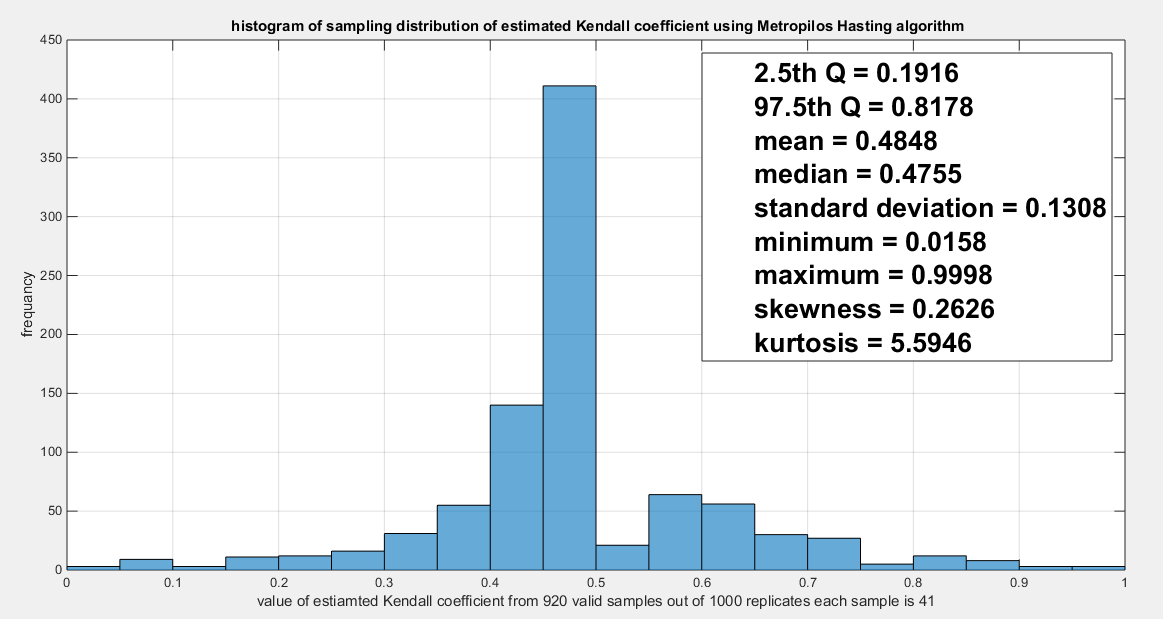 histogram of sampling distribution of estimated Kendall coefficient using Metropilos Hasting algorithm
450
400
350
300
250
200
150
100
50
0
frequancy
2.5th Q = 0.1916
97.5th Q = 0.8178
mean = 0.4848
median = 0.4755
standard deviation = 0.1308
minimum = 0.0158
maximum = 0.9998
skewness = 0.2626
kurtosis = 5.5946
0 0.1 0.2 0.3 0.4 0.5 0.6 0.7 0.8 0.9 1
value of estiamted Kendall coefficient from 920 valid samples out of 1000 replicates each sample is 41